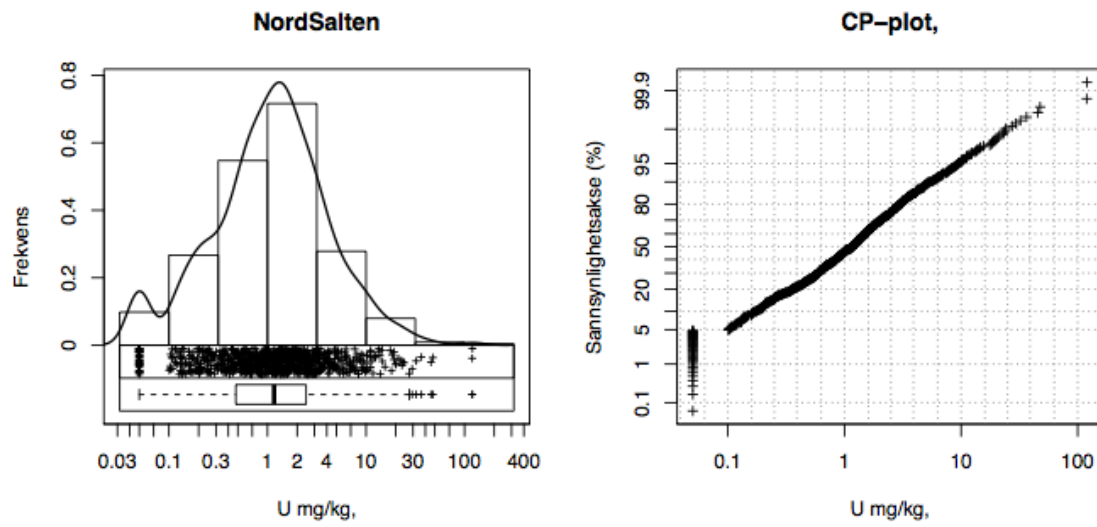 NordSalten
0.8
0.6
0.4
0.2
0
Frekvens
0.03 0.1 0.3 1 2 4 10 30 100 400
U mg/kg,
CP−plot,
99.9
95
80
50
20
5
1
0.1
Sannsynlighetsakse (%)
0.1 1 10 100
U mg/kg,